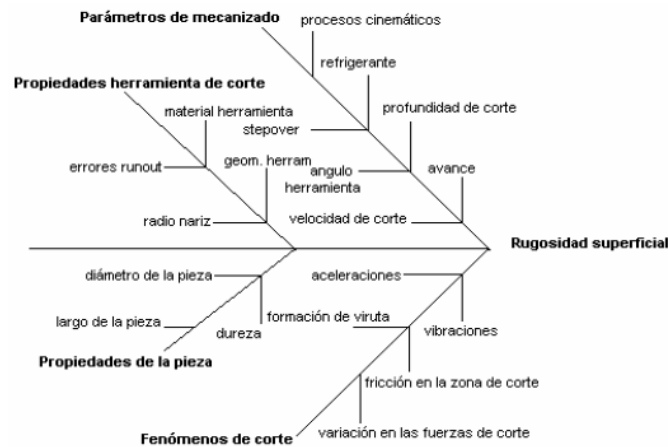 Parámetros de mecanizado
procesos cinemáticos
refrigerante
Propiedades herramienta de corte
material herramienta
stepover
profundidad de corte
errores runout
geom. herram
angulo
herramienta
avance
radio nariz
velocidad de corte
Rugosidad superficial
diámetro de la pieza
aceleraciones
largo de la pieza
dureza
formación de viruta
vibraciones
Propiedades de la pieza
fricción en la zona de corte
Fenómenos de corte
variación en las fuerzas de corte